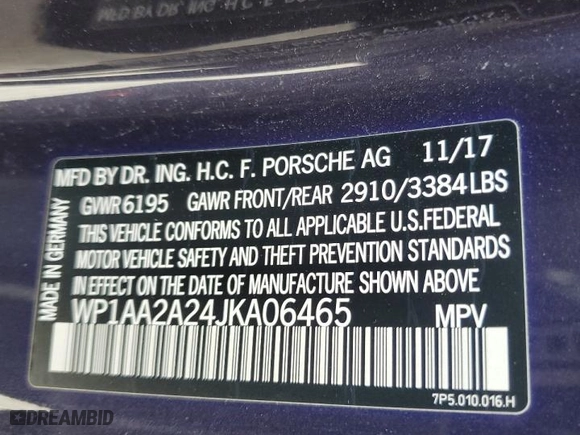 MFD BY DR. ING. H.C. F. PORSCHE AG 11/17
GVWR 6195 GAWR FRONT/REAR 2910/3384 LBS
THIS VEHICLE CONFORMS TO ALL APPLICABLE U.S.FEDERAL
MOTOR VEHICLE SAFETY AND THEFT PREVENTION STANDARDS
IN EFFECT ON THE DATE OF MANUFACTURE SHOWN ABOVE
WP1AA2A24JKA06465 MPV
MADE IN GERMANY
7P5.010.016.H
DREAMBID